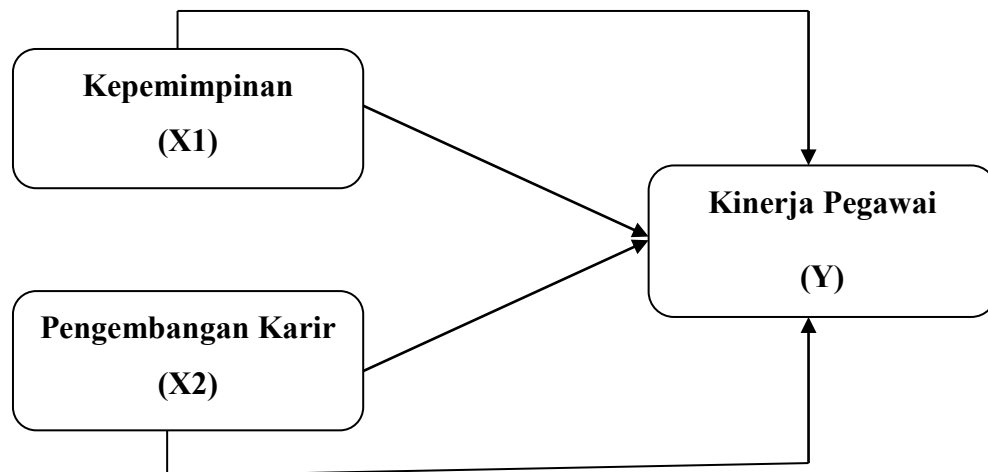 Kepemimpinan
(X1)
Kinerja Pegawai
(Y)
Pengembangan Karir
(X2)